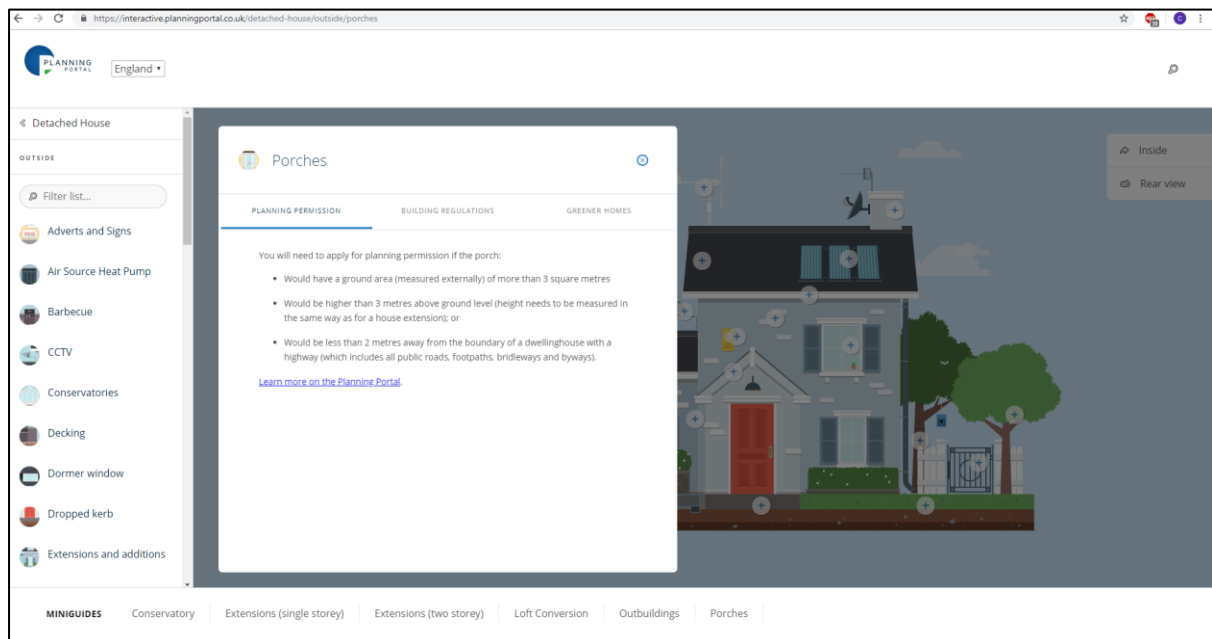 https://interactive.planningportal.co.uk/detached-house/outside/porches
PLANNING
PORTAL
England
Detached House
OUTSIDE
Filter list...
Adverts and Signs
Air Source Heat Pump
Barbecue
CCTV
Conservatories
Decking
Dormer window
Dropped kerb
Extensions and additions
Porches
PLANNING PERMISSION
BUILDING REGULATIONS
GREENER HOMES
You will need to apply for planning permission if the porch:
• Would have a ground area (measured externally) of more than 3 square metres
• Would be higher than 3 metres above ground level (height needs to be measured in
the same way as for a house extension); or
• Would be less than 2 metres away from the boundary of a dwellinghouse with a
highway (which includes all public roads, footpaths, bridleways and byways).
Learn more on the Planning Portal.
Inside
Rear view
MINIGUIDES Conservatory Extensions (single storey) Extensions (two storey) Loft Conversion Outbuildings Porches